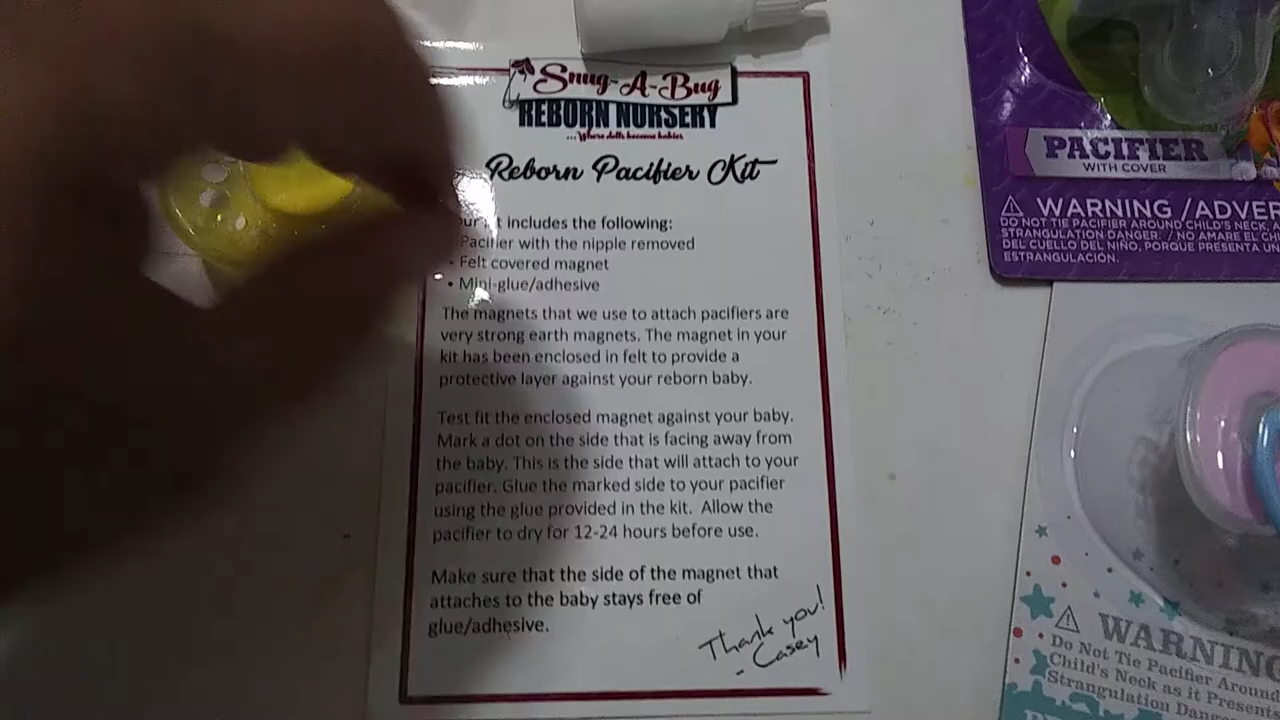 Snug-A-Bug
REBORN NURSERY
...Where dolls become babies
Reborn Pacifier Kit
includes the following:
Pacifier with the nipple removed
• Felt covered magnet
• Mini-glue/adhesive
The magnets that we use to attach pacifiers are
very strong earth magnets. The magnet in your
kit has been enclosed in felt to provide a
protective layer against your reborn baby.
Test fit the enclosed magnet against your baby.
Mark a dot on the side that is facing away from
the baby. This is the side that will attach to your
pacifier. Glue the marked side to your pacifier
using the glue provided in the kit. Allow the
pacifier to dry for 12-24 hours before use.
Make sure that the side of the magnet that
attaches to the baby stays free of
glue/adhesive.
Thank you!
- Casey
PACIFIER
WITH COVER
WARNING /ADVER
DO NOT TIE PACIFIER AROUND CHILD'S NECK, A
STRANGULATION DANGER. / NO AMARE EL C
DEL CUELLO DEL NIÑO, PORQUE PRESENTA UN
ESTRANGULACIÓN.
WARNING
Do Not Tie Pacifier Around
Child's Neck as it Presents
Strangulation Danger